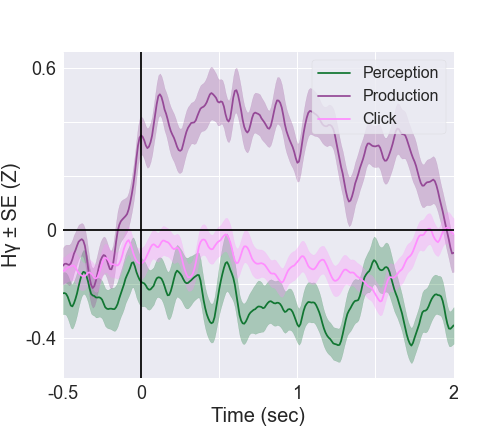 Perception
Production
Click
Hγ ± SE (Z)
0.6
0
-0.4
-0.5 0 1 2
Time (sec)